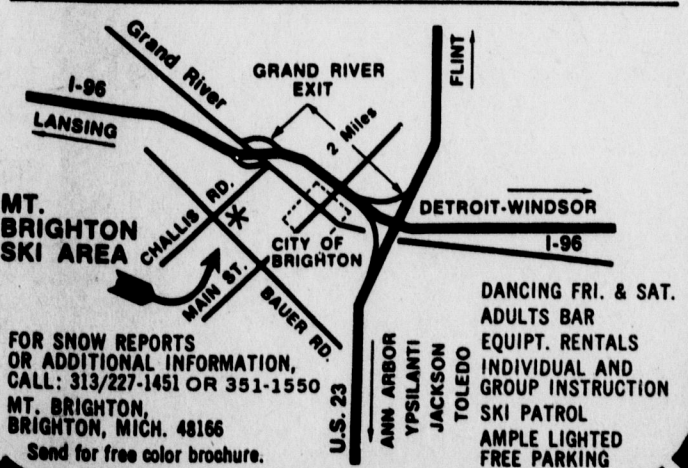 Grand River
GRAND RIVER
EXIT
FLINT
I-96
LANSING
2 Miles
MT.
BRIGHTON
SKI AREA
CHALLIS RD.
DETROIT-WINDSOR
I-96
CITY OF
BRIGHTON
MAIN ST.
BAUER RD.
U.S. 23
ANN ARBOR
YPSILANTI
JACKSON
TOLEDO
FOR SNOW REPORTS
OR ADDITIONAL INFORMATION,
CALL: 313/227-1451 OR 351-1550
MT. BRIGHTON,
BRIGHTON, MICH. 48166
Send for free color brochure.
DANCING FRI. & SAT.
ADULTS BAR
EQUIPT. RENTALS
INDIVIDUAL AND
GROUP INSTRUCTION
SKI PATROL
AMPLE LIGHTED
FREE PARKING